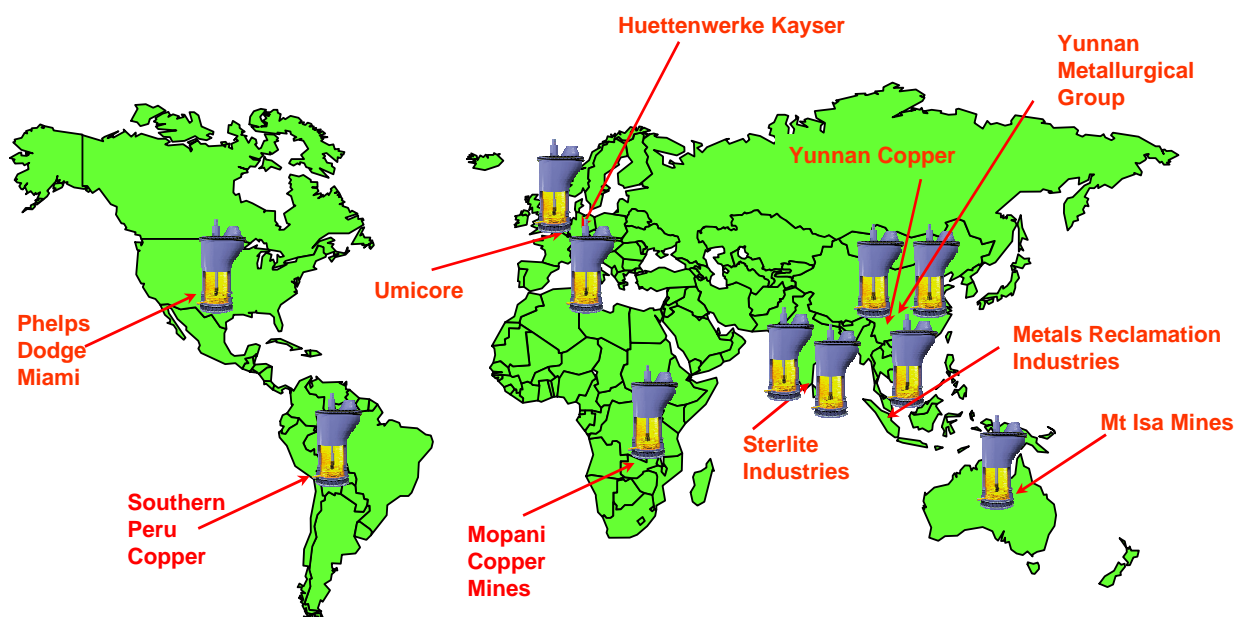 Huettenwerke Kayser
Yunnan
Metallurgical
Group
Yunnan Copper
Umicore
Phelps
Dodge
Miami
Metals Reclamation
Industries
Mt Isa Mines
Sterlite
Industries
Southern
Peru
Copper
Mopani
Copper
Mines